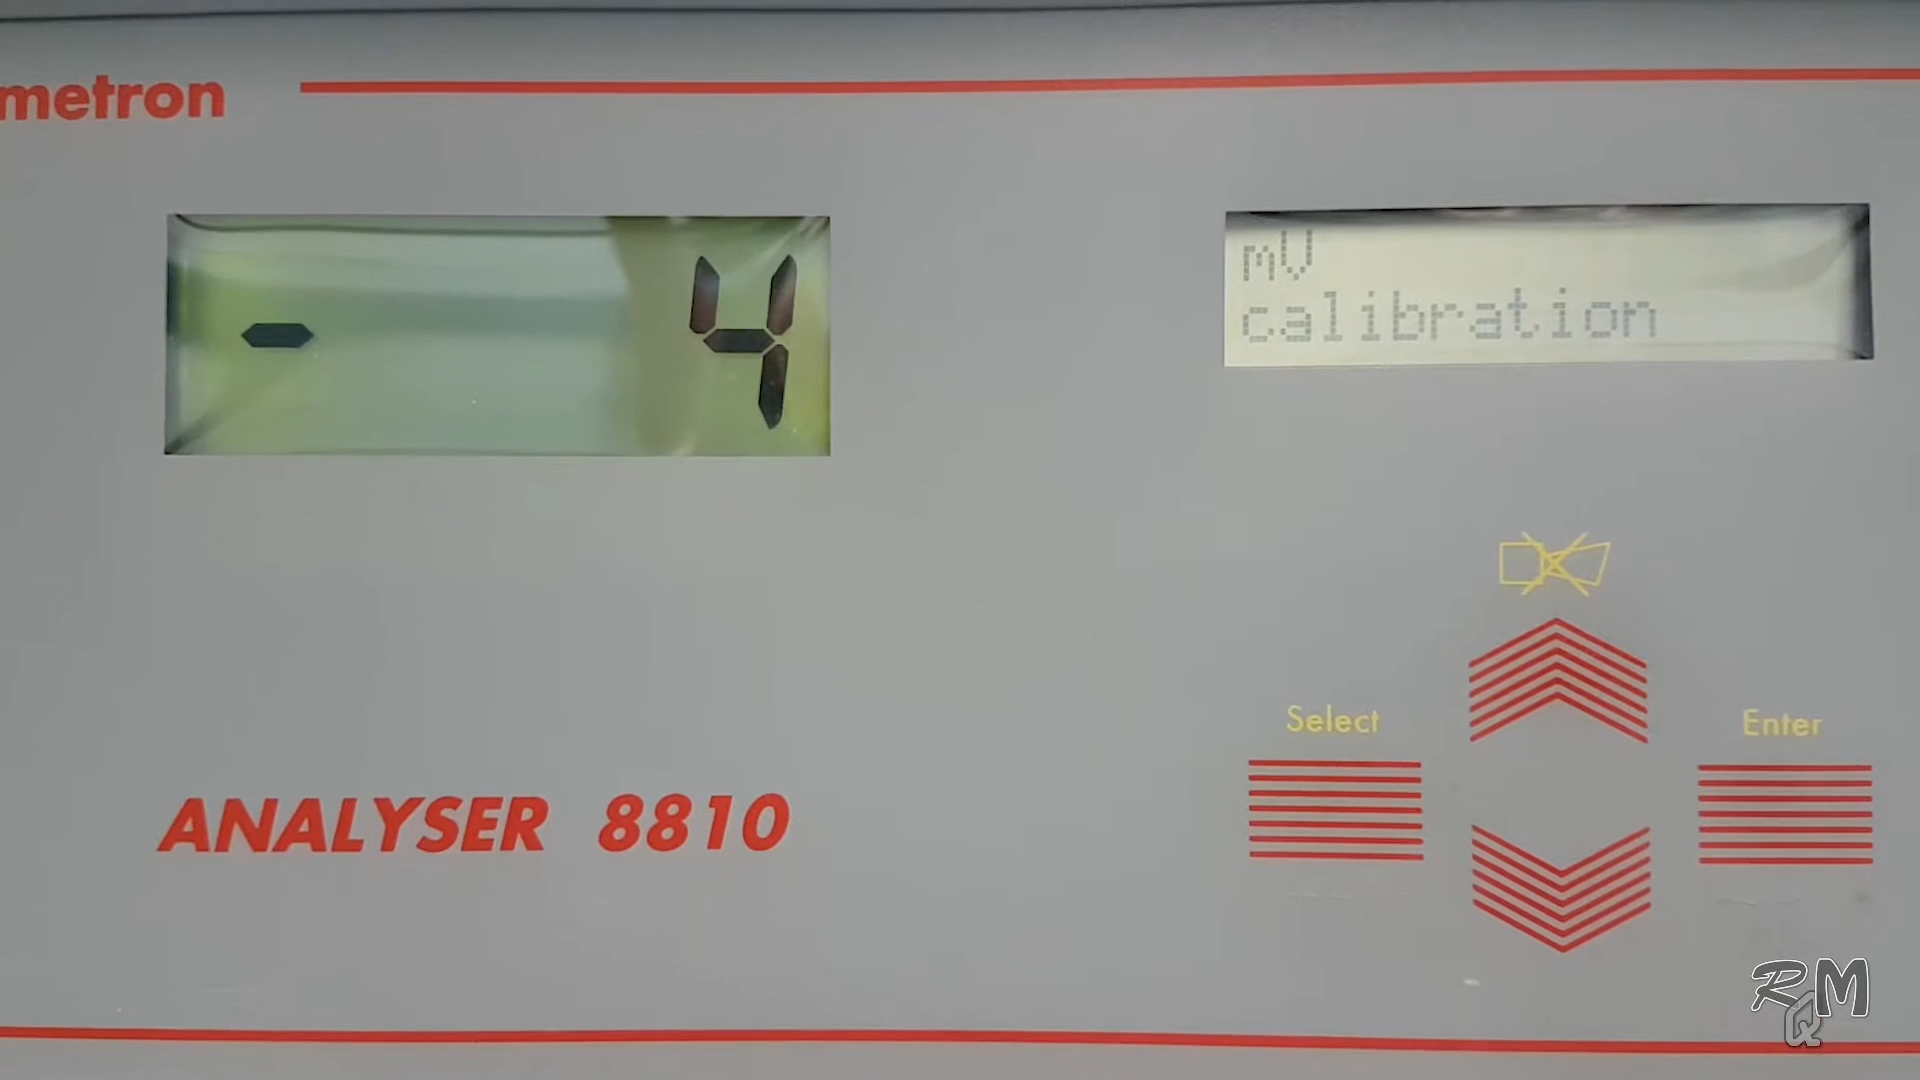 metron
- 4
mV
calibration
Select
Enter
ANALYSER 8810
RQM